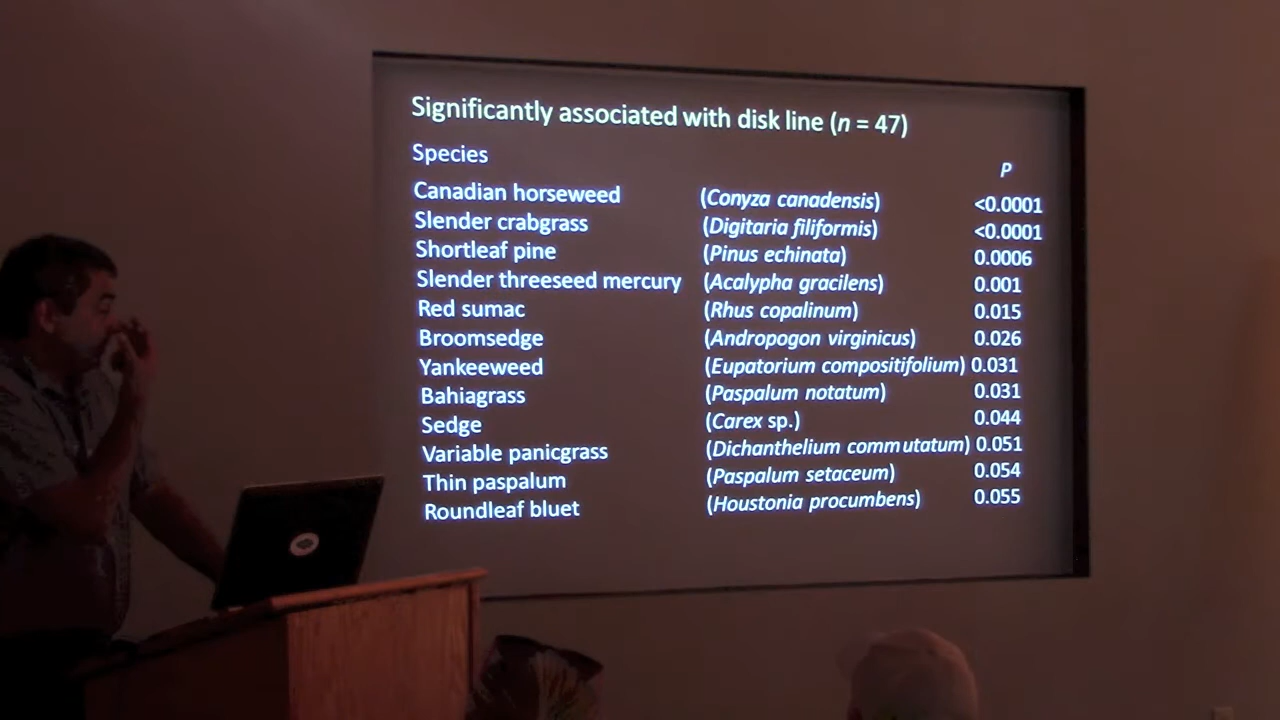 Significantly associated with disk line (n = 47)
Species P
Canadian horseweed (Conyza canadensis) <0.0001
Slender crabgrass (Digitaria filiformis) <0.0001
Shortleaf pine (Pinus echinata) 0.0006
Slender threeseed mercury (Acalypha gracilens) 0.001
Red sumac (Rhus copalinum) 0.015
Broomsedge (Andropogon virginicus) 0.026
Yankeeweed (Eupatorium compositifolium) 0.031
Bahiagrass (Paspalum notatum) 0.031
Sedge (Carex sp.) 0.044
Variable panicgrass (Dichanthelium commutatum) 0.051
Thin paspalum (Paspalum setaceum) 0.054
Roundleaf bluet (Houstonia procumbens) 0.055